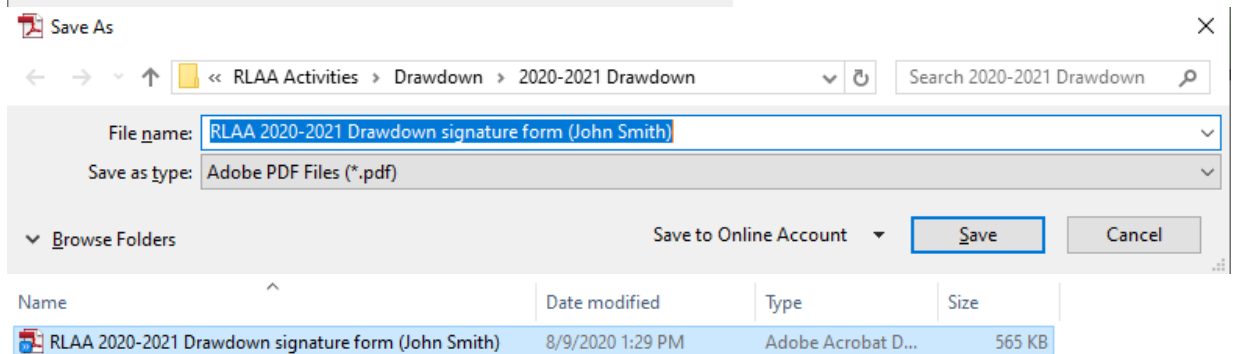 Save As
« RLAA Activities > Drawdown > 2020-2021 Drawdown Search 2020-2021 Drawdown
File name: RLAA 2020-2021 Drawdown signature form (John Smith)
Save as type: Adobe PDF Files (*.pdf)
Browse Folders Save to Online Account Save Cancel
Name Date modified Type Size
RLAA 2020-2021 Drawdown signature form (John Smith) 8/9/2020 1:29 PM Adobe Acrobat D... 565 KB